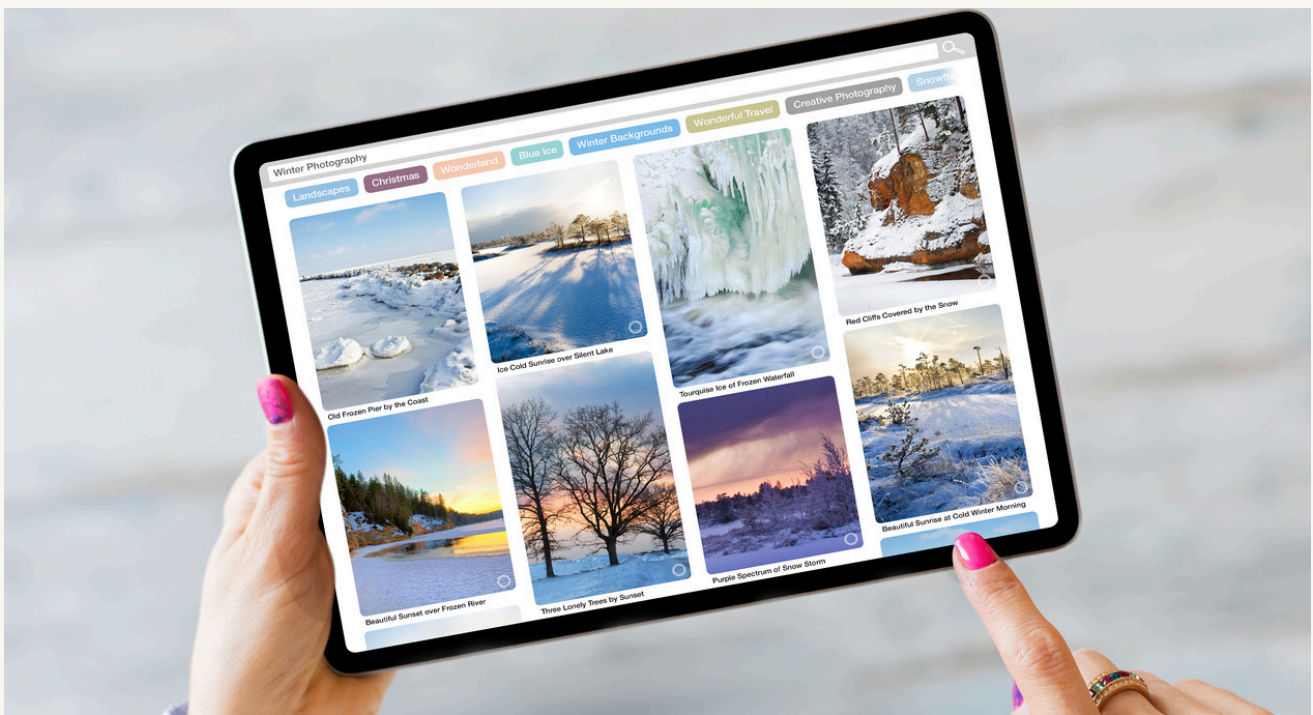 Winter Photography
Landscapes
Christmas
Wonderland
Blue Ice
Winter Backgrounds
Wonderful Travel
Creative Photography
Old Frozen Pier by the Coast
Ice Cold Sunrise over Silent Lake
Tourquise Ice of Frozen Waterfall
Red Cliffs Covered by the Snow
Beautiful Sunset over Frozen River
Three Lonely Trees by Sunset
Purple Spectrum of Snow Storm
Beautiful Sunrise at Cold Winter Morning